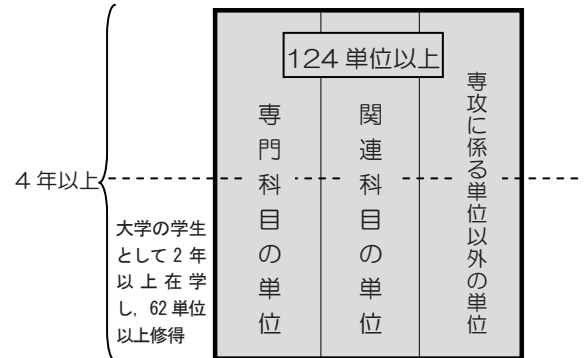 124単位以上
専門科目の単位
関連科目の単位
専攻に係る単位以外の単位
4年以上
大学の学生
として2年
以上在学
し，62単位
以上修得